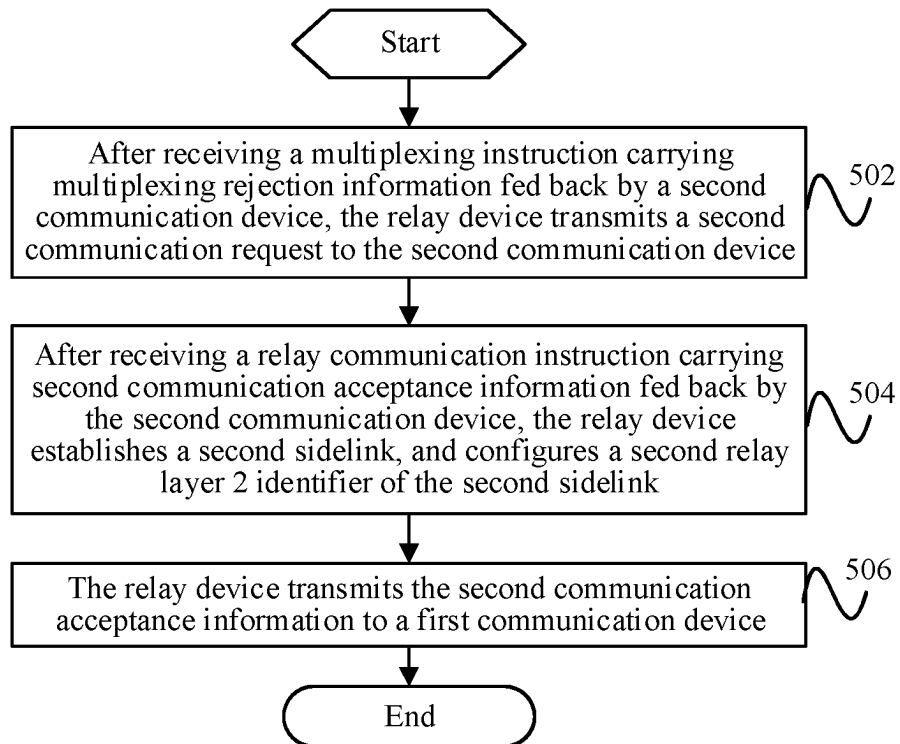 Start
After receiving a multiplexing instruction carrying
multiplexing rejection information fed back by a second
communication device, the relay device transmits a second
communication request to the second communication device
502
After receiving a relay communication instruction carrying
second communication acceptance information fed back by
the second communication device, the relay device
establishes a second sidelink, and configures a second relay
layer 2 identifier of the second sidelink
504
The relay device transmits the second communication
acceptance information to a first communication device
506
End